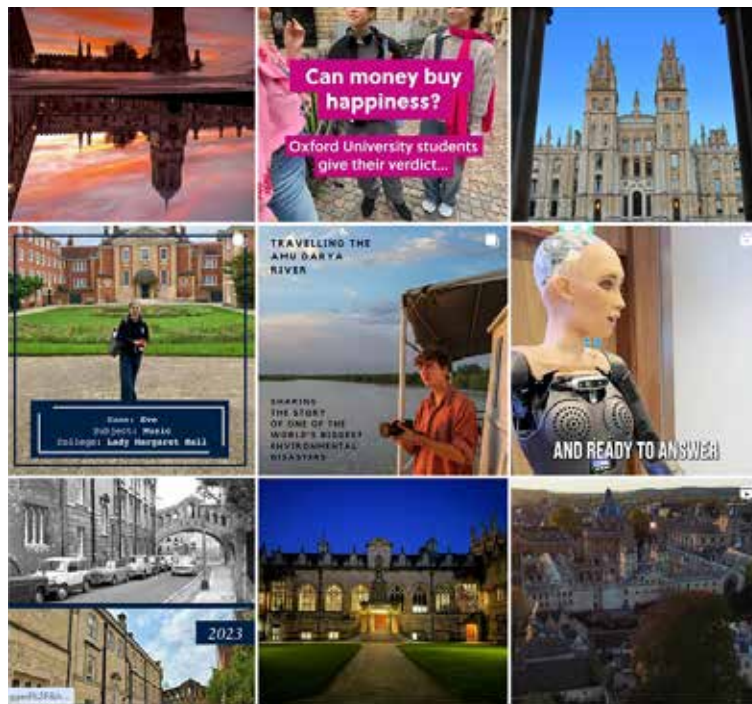 Can money buy
happiness?
Oxford University students
give their verdict...
TRAVELLING THE
AMU DARYA
RIVER
SHARING
THE STORY
OF ONE OF THE
WORLD'S BIGGEST
ENVIRONMENTAL
DISASTERS
AND READY TO ANSWER
Name: Eve
Subject: Music
College: Lady Margaret Hall
2023